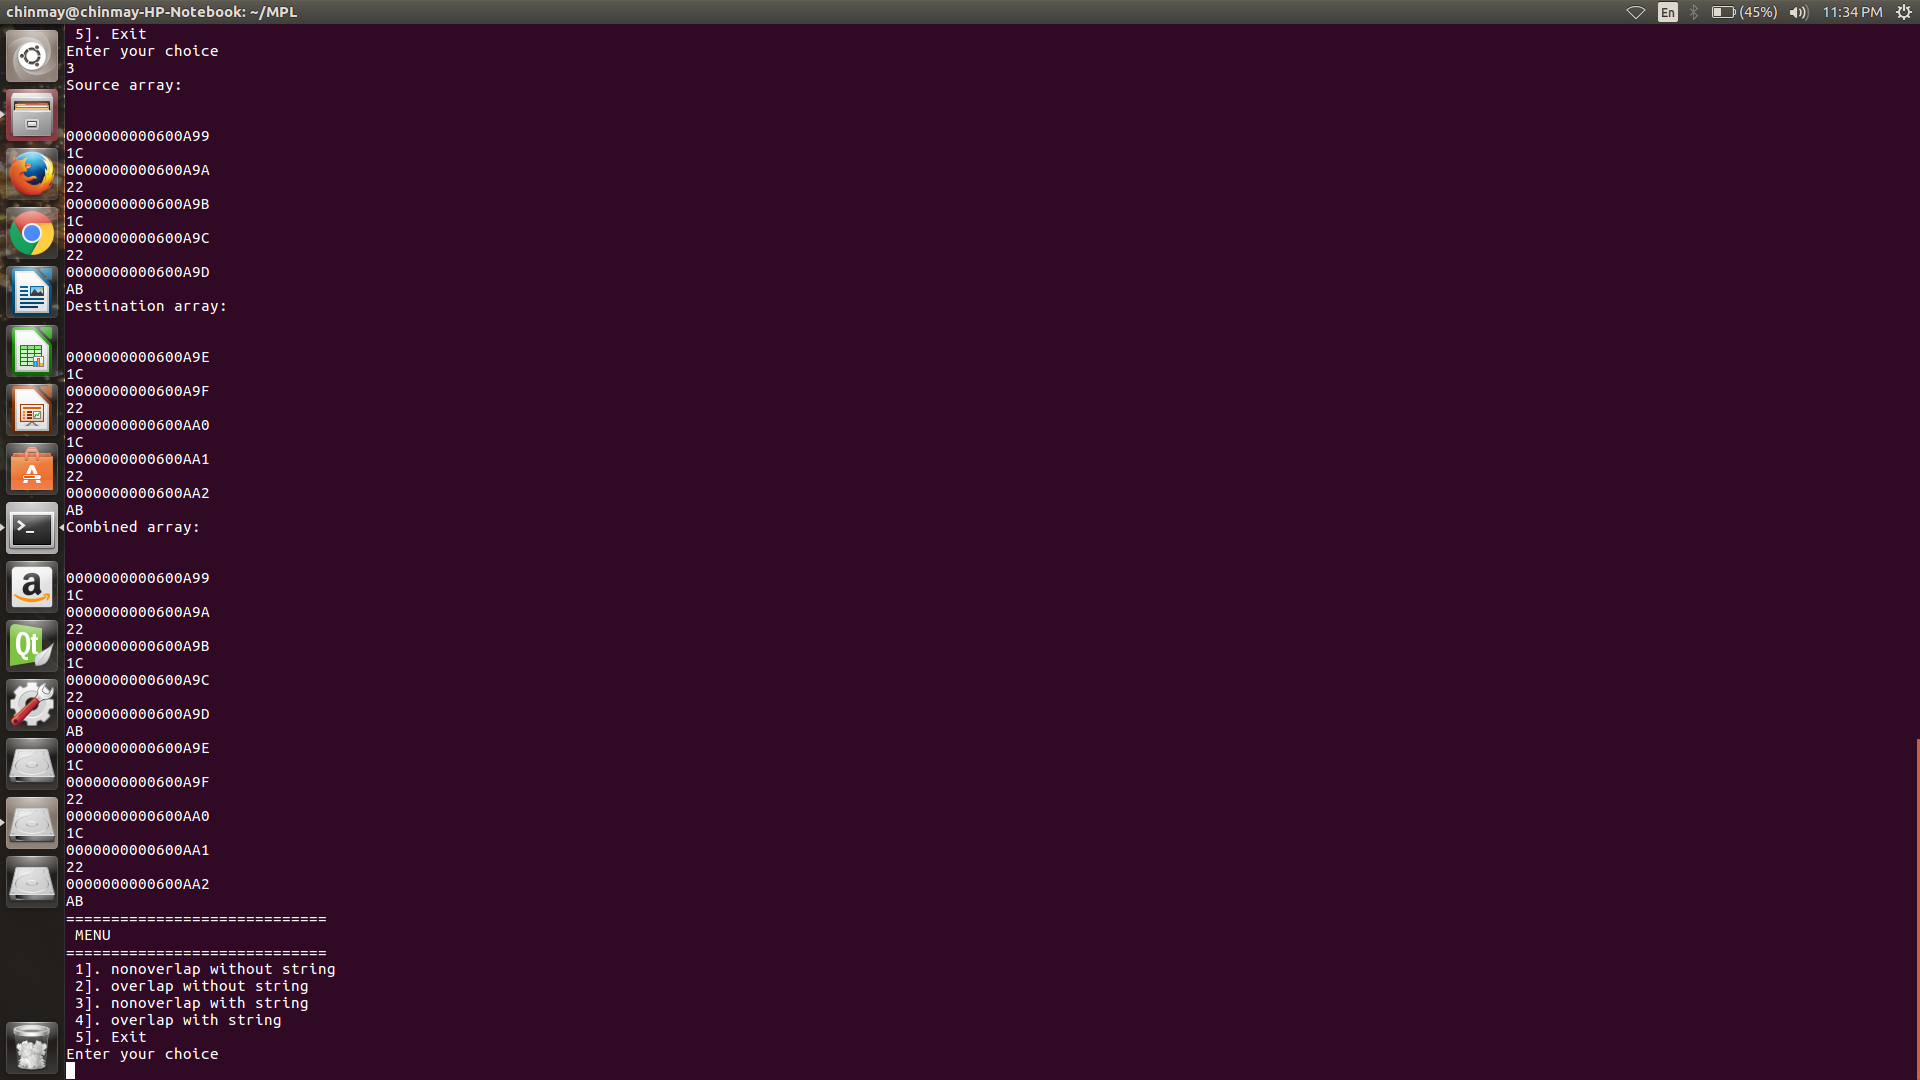 chinmay@chinmay-HP-Notebook: ~/MPL
En
(45%)
11:34 PM
 5]. Exit
Enter your choice
3
Source array:
0000000000600A99
1C
0000000000600A9A
22
0000000000600A9B
1C
0000000000600A9C
22
0000000000600A9D
AB
Destination array:
0000000000600A9E
1C
0000000000600A9F
22
0000000000600AA0
1C
0000000000600AA1
22
0000000000600AA2
AB
Combined array:
0000000000600A99
1C
0000000000600A9A
22
0000000000600A9B
1C
0000000000600A9C
22
0000000000600A9D
AB
0000000000600A9E
1C
0000000000600A9F
22
0000000000600AA0
1C
0000000000600AA1
22
0000000000600AA2
AB
=============================
 MENU
=============================
 1]. nonoverlap without string
 2]. overlap without string
 3]. nonoverlap with string
 4]. overlap with string
 5]. Exit
Enter your choice
Qt